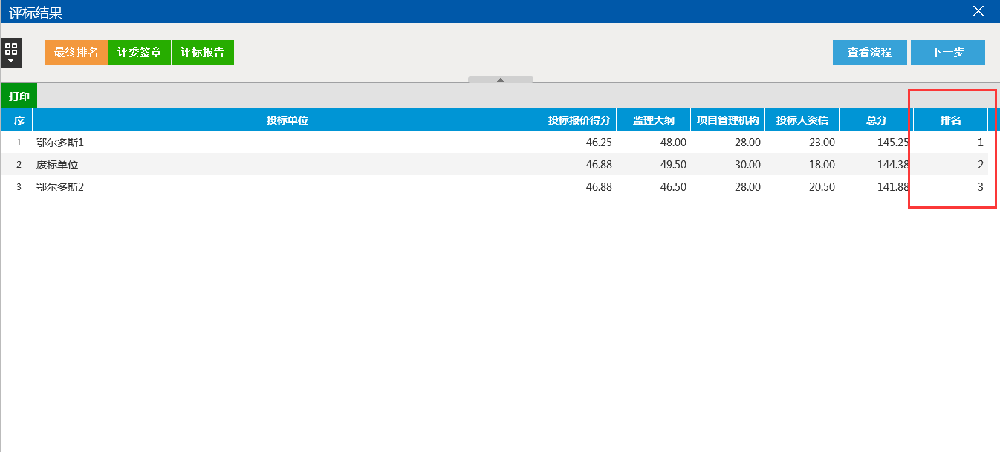 评标结果
最终排名 评委签章 评标报告 查看流程 下一步
打印
序 投标单位 投标报价得分 监理大纲 项目管理机构 投标人资信 总分 排名
1 鄂尔多斯1 46.25 48.00 28.00 23.00 145.25 1
2 废标单位 46.88 49.50 30.00 18.00 144.38 2
3 鄂尔多斯2 46.88 46.50 28.00 20.50 141.88 3